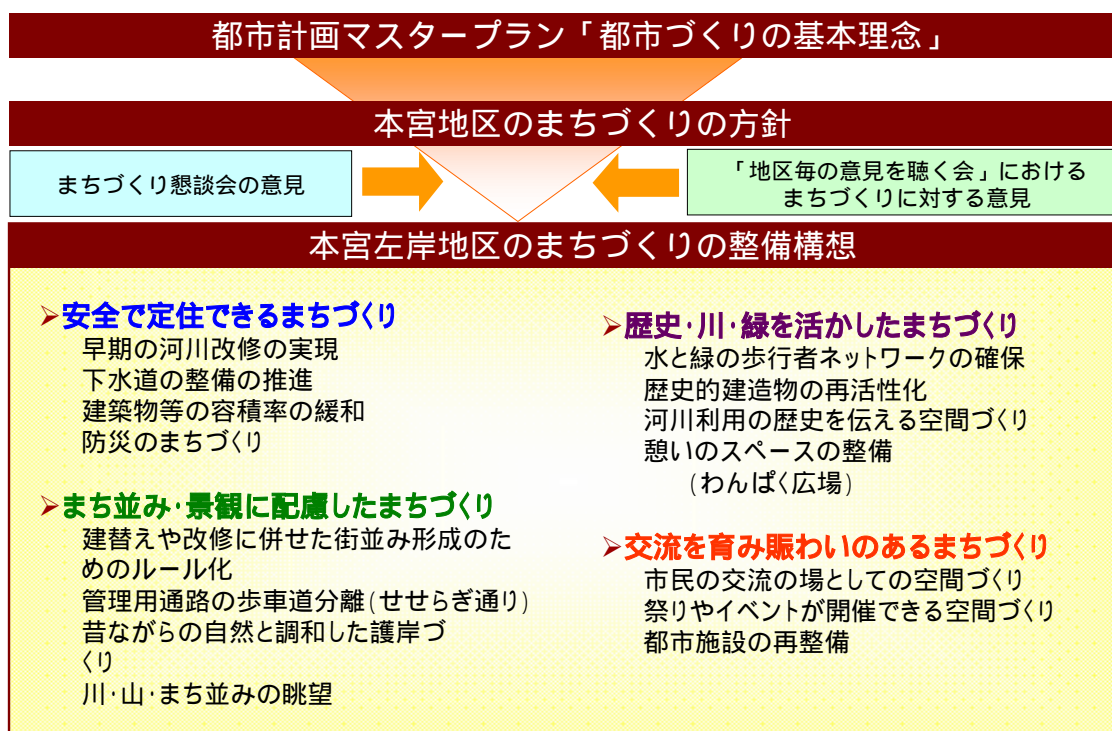 都市計画マスタープラン「都市づくりの基本理念」
本宮地区のまちづくりの方針
まちづくり懇談会の意見
「地区毎の意見を聴く会」における
まちづくりに対する意見
本宮左岸地区のまちづくりの整備構想
➢安全で定住できるまちづくり
早期の河川改修の実現
下水道の整備の推進
建築物等の容積率の緩和
防災のまちづくり
➢まち並み・景観に配慮したまちづくり
建替えや改修に併せた街並み形成のた
めのルール化
管理用通路の歩車道分離(せせらぎ通り)
昔ながらの自然と調和した護岸づ
くり
川・山・まち並みの眺望
➢歴史・川・緑を活かしたまちづくり
水と緑の歩行者ネットワークの確保
歴史的建造物の再活性化
河川利用の歴史を伝える空間づくり
憩いのスペースの整備
(わんぱく広場)
➢交流を育み賑わいのあるまちづくり
市民の交流の場としての空間づくり
祭りやイベントが開催できる空間づくり
都市施設の再整備